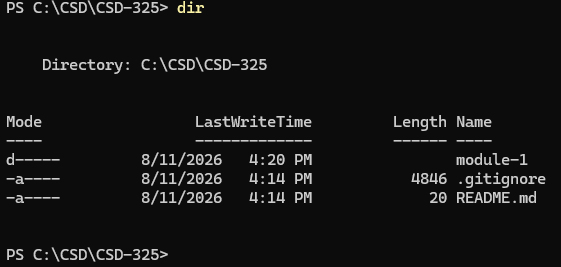 PS C:\CSD\CSD-325> dir
Directory: C:\CSD\CSD-325
Mode                LastWriteTime         Length Name
----                -------------         ------ ----
d-----        8/11/2026   4:20 PM                module-1
-a----        8/11/2026   4:14 PM           4846 .gitignore
-a----        8/11/2026   4:14 PM             20 README.md
PS C:\CSD\CSD-325>